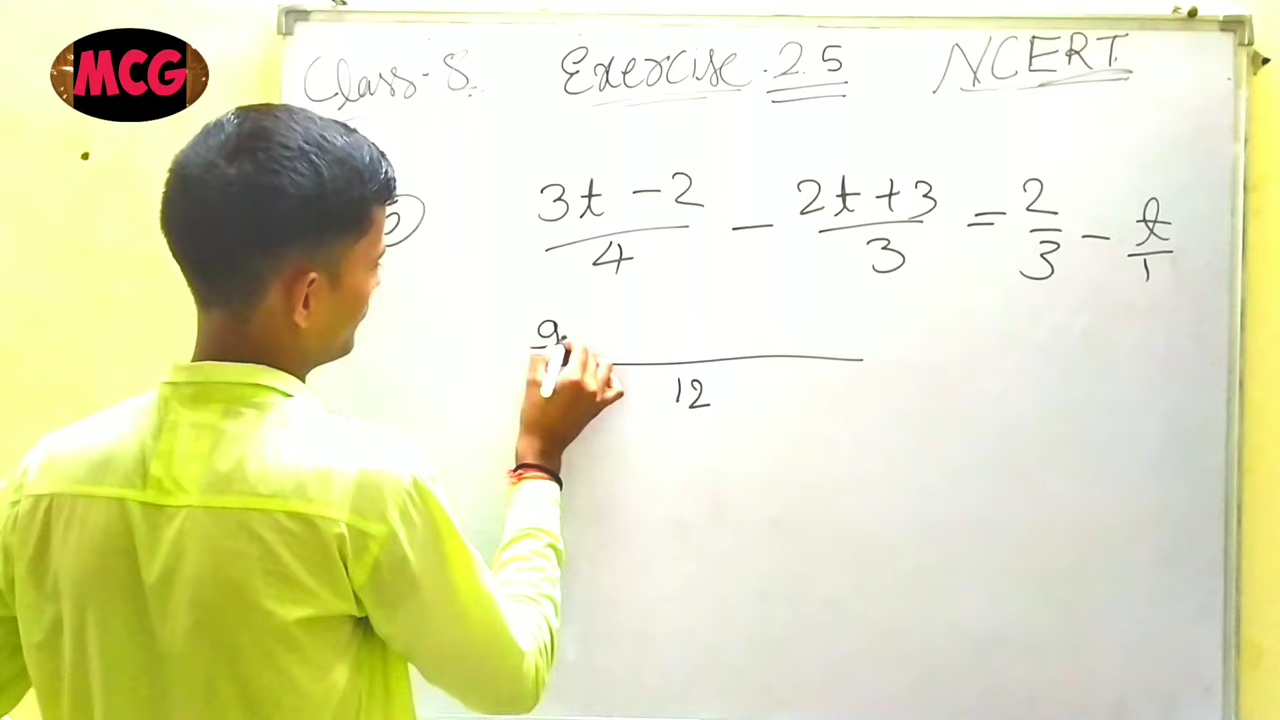 MCG
Class-8. Exercise.2.5 NCERT.
3t-2/4 - 2t+3/3 = 2/3 - t/1
9
12